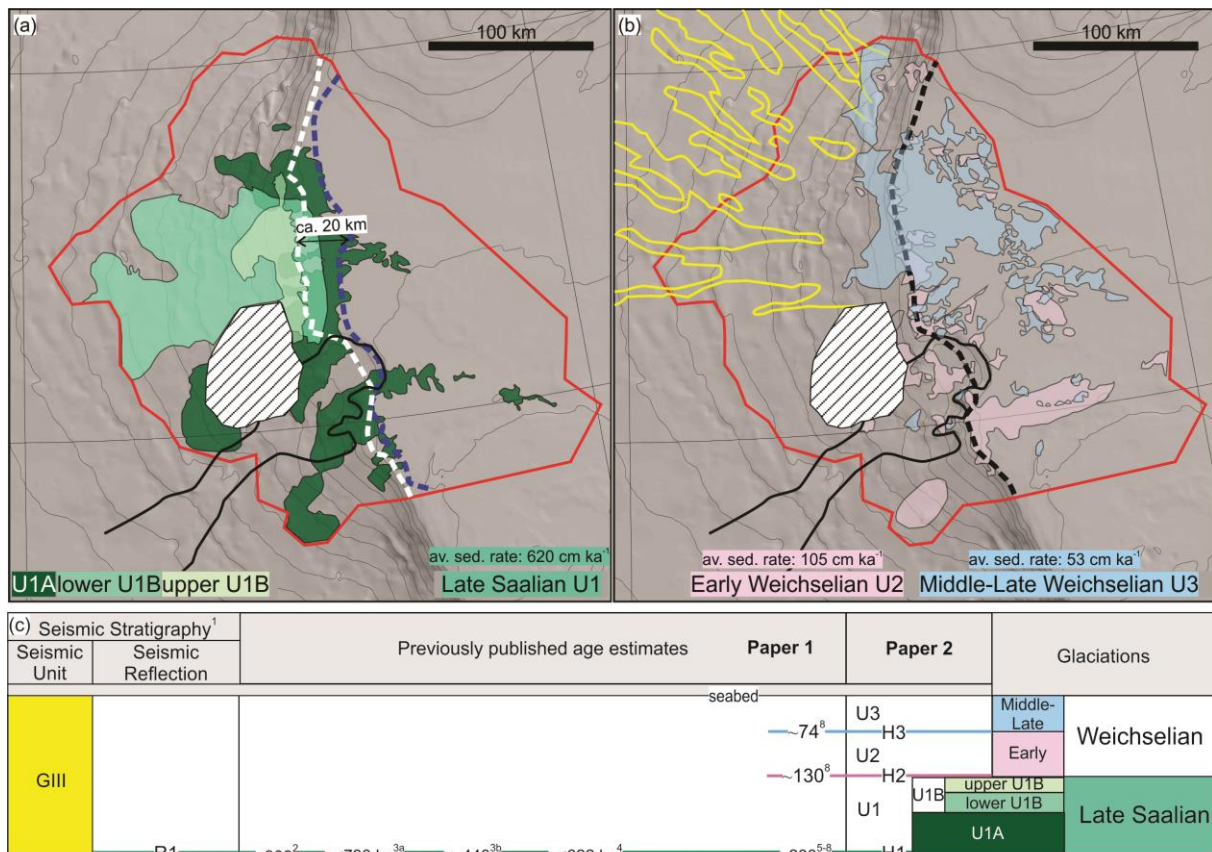 (a)
100 km
ca. 20 km
av. sed. rate: 620 cm ka⁻¹
U1A lower U1B upper U1B Late Saalian U1
(b)
100 km
av. sed. rate: 105 cm ka⁻¹ av. sed. rate: 53 cm ka⁻¹
Early Weichselian U2 Middle-Late Weichselian U3
(c)
Seismic Stratigraphy¹
Seismic Unit
Seismic Reflection
Previously published age estimates
Paper 1
Paper 2
Glaciations
seabed
GIII
~74⁸
~130⁸
U3
H3
U2
H2
U1
H1
U1B
upper U1B
lower U1B
U1A
Middle-
Late
Early
Weichselian
Late Saalian